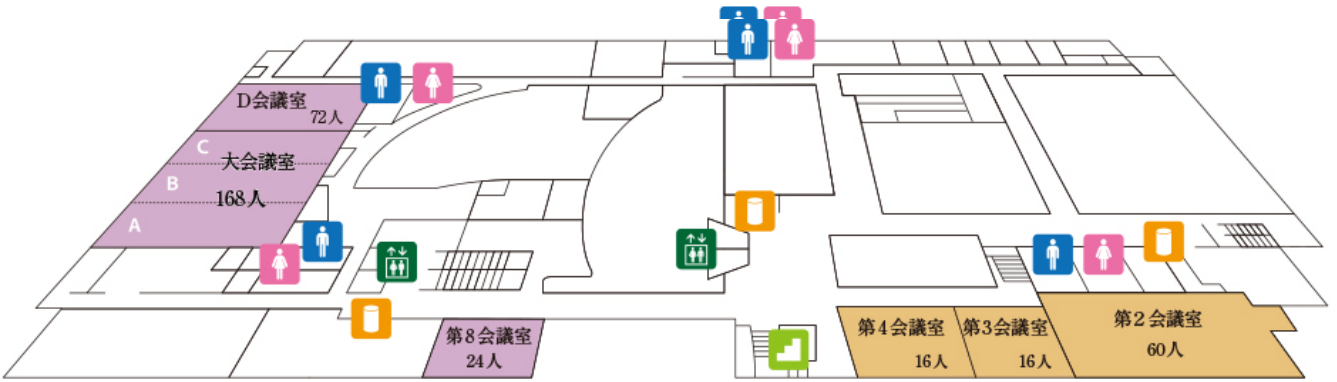 D会議室
72人
C
大会議室
B
168人
A
第8会議室
24人
第4会議室
16人
第3会議室
16人
第2会議室
60人